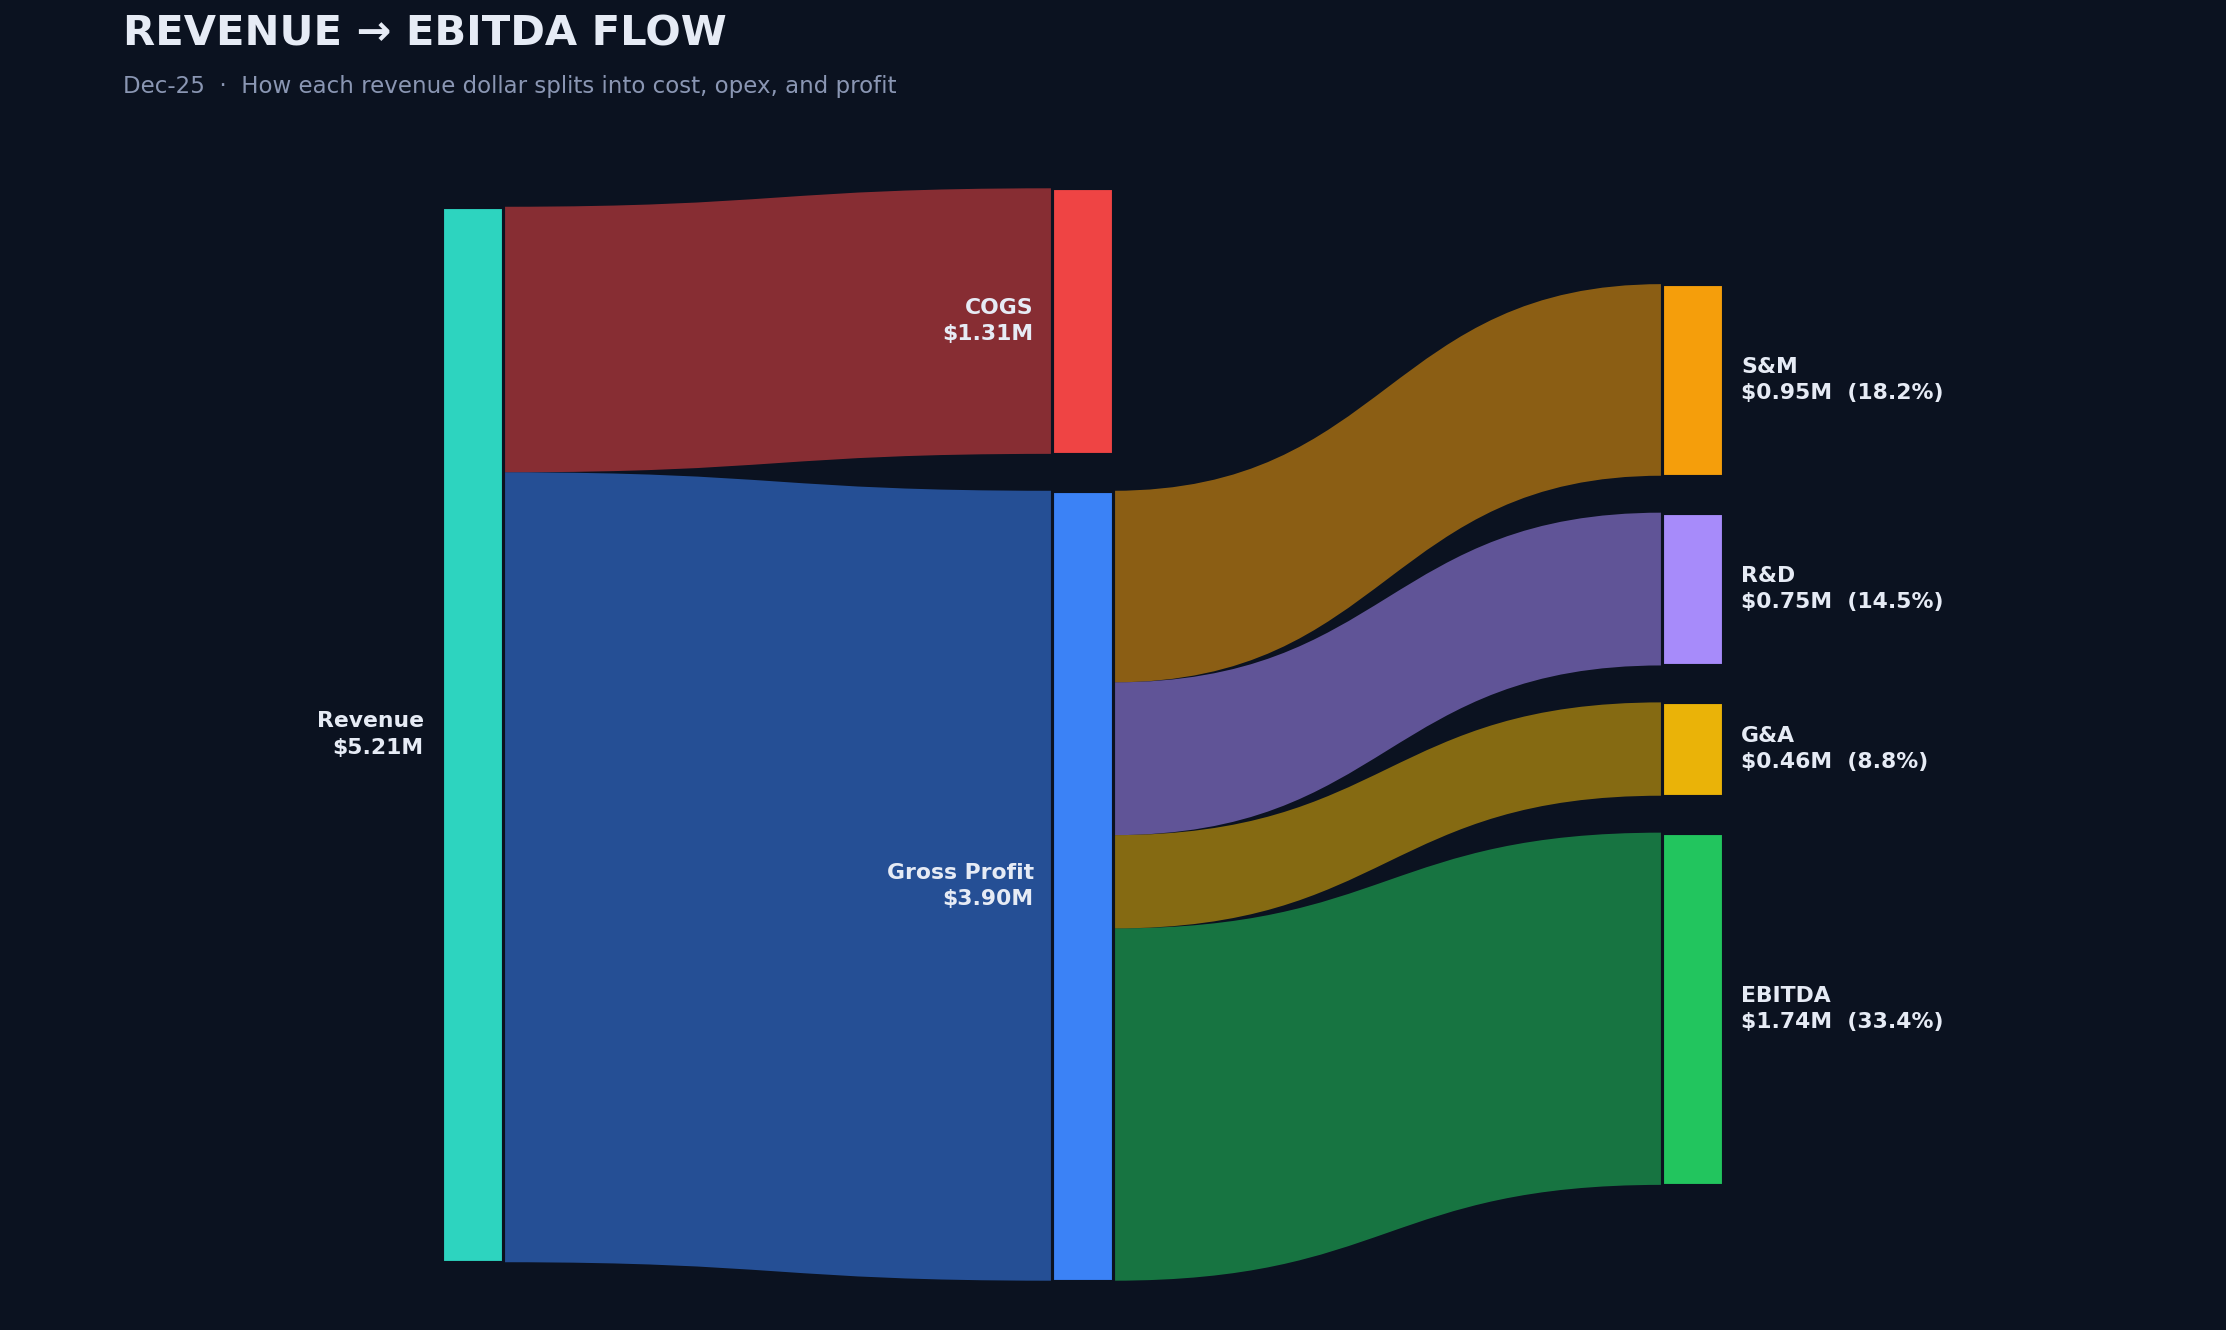 REVENUE → EBITDA FLOW
Dec-25 · How each revenue dollar splits into cost, opex, and profit
Revenue
$5.21M
COGS
$1.31M
Gross Profit
$3.90M
S&M
$0.95M (18.2%)
R&D
$0.75M (14.5%)
G&A
$0.46M (8.8%)
EBITDA
$1.74M (33.4%)